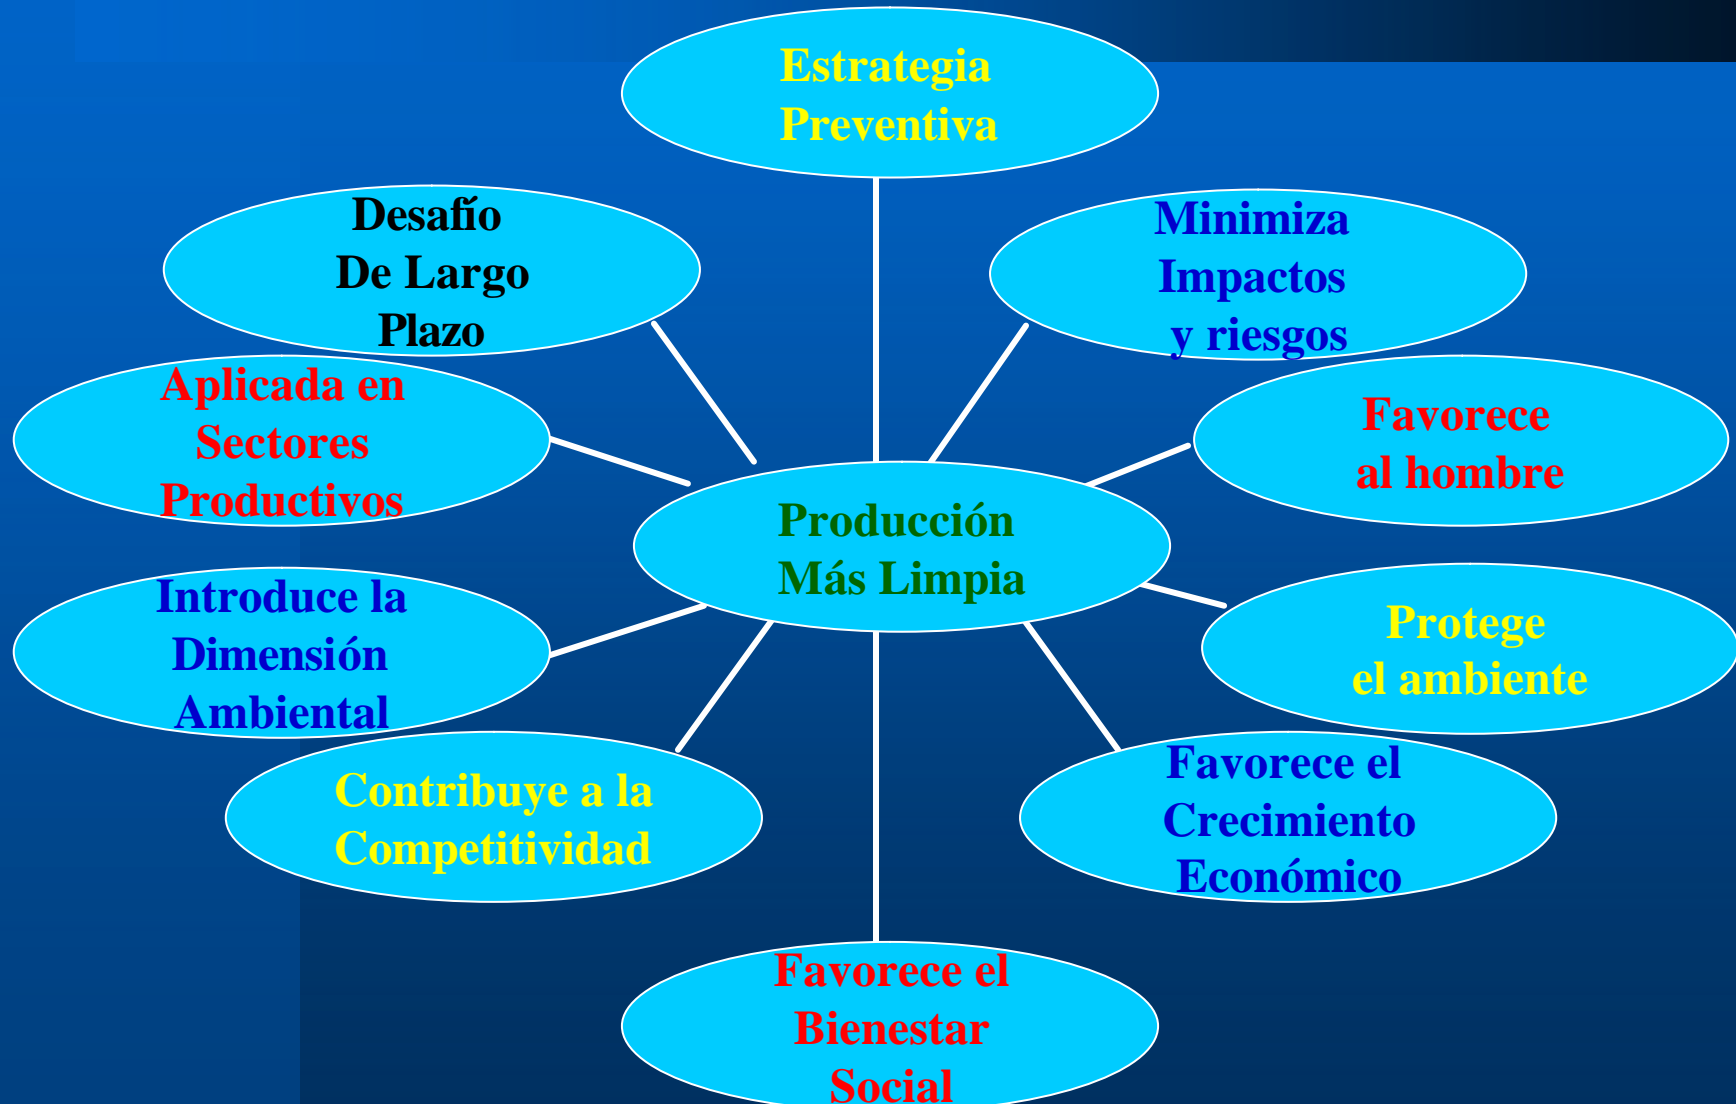 Estrategia
Preventiva
Desafío
De Largo
Plazo
Minimiza
Impactos
y riesgos
Aplicada en
Sectores
Productivos
Favorece
al hombre
Producción
Más Limpia
Introduce la
Dimensión
Ambiental
Protege
el ambiente
Contribuye a la
Competitividad
Favorece el
Crecimiento
Económico
Favorece el
Bienestar
Social